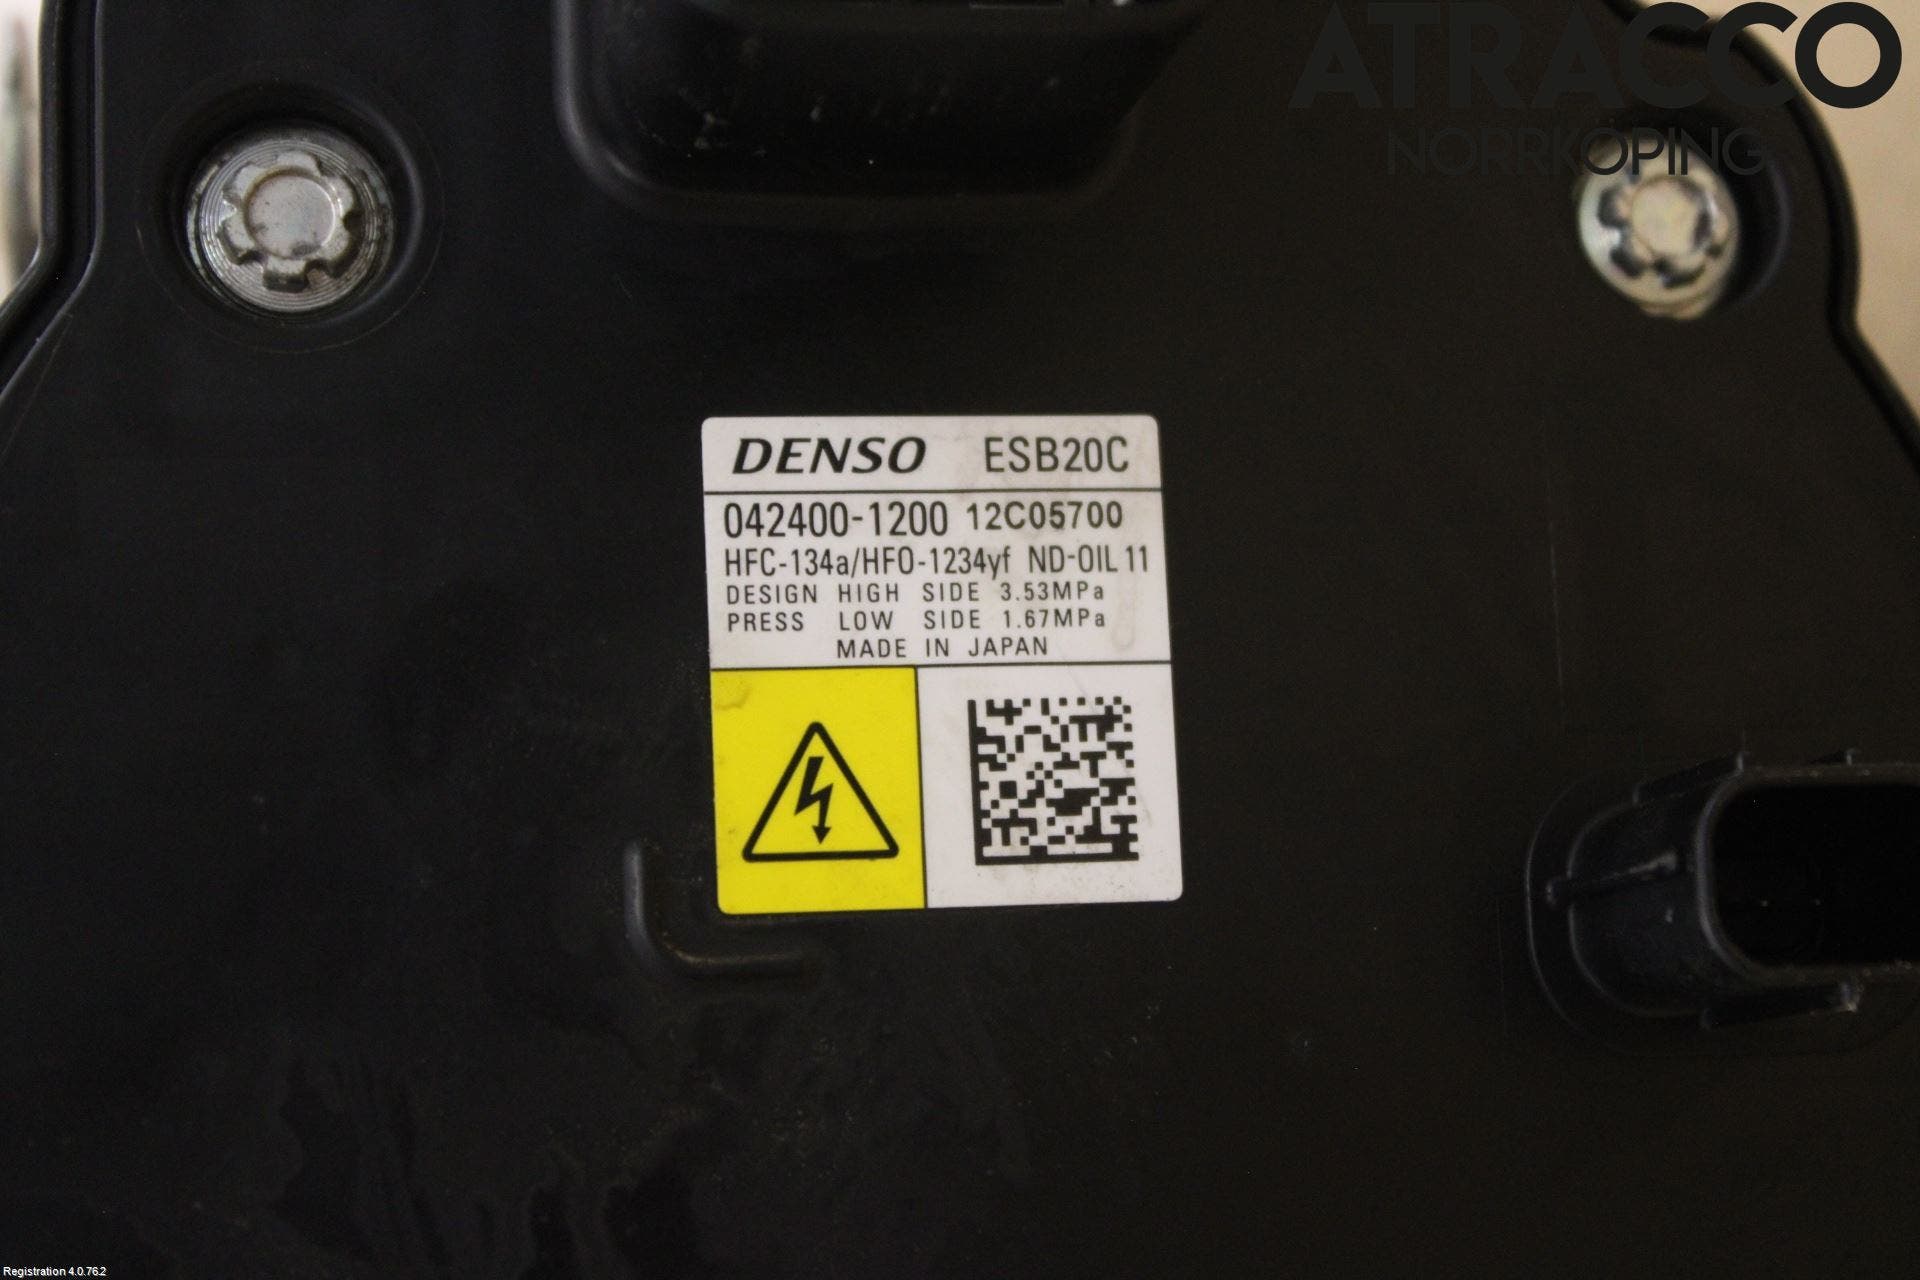 ATRACCO
NORRKÖPING
DENSO ESB20C
042400-1200 12C05700
HFC-134a/HFO-1234yf ND-OIL 11
DESIGN HIGH SIDE 3.53MPa
PRESS LOW SIDE 1.67MPa
MADE IN JAPAN
Registration 4.0.76.2